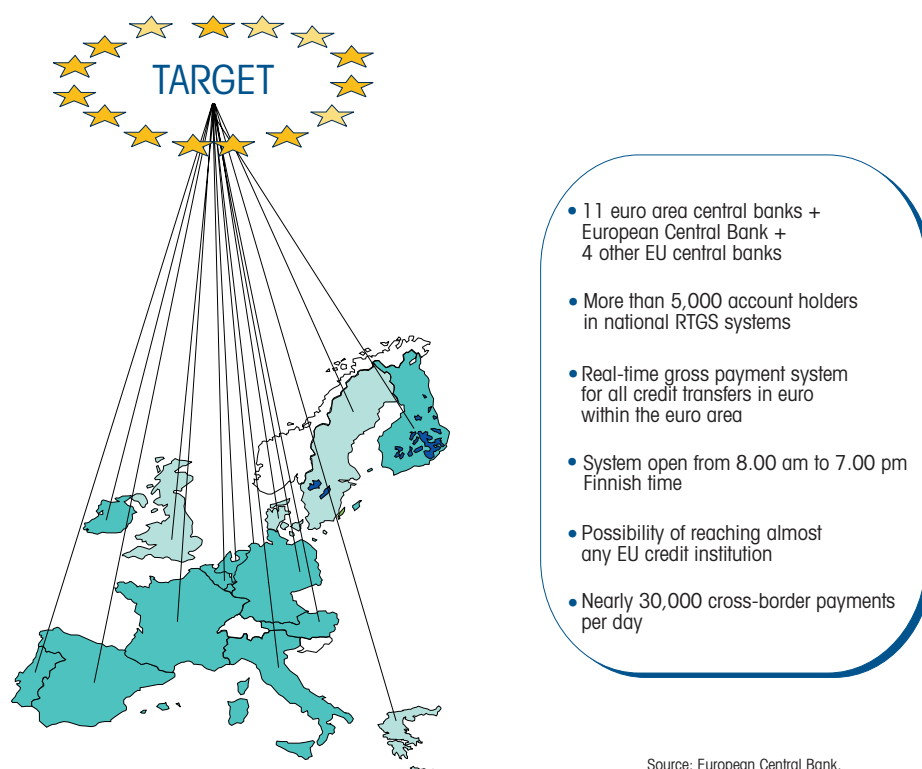 TARGET
• 11 euro area central banks +
European Central Bank +
4 other EU central banks
• More than 5,000 account holders
in national RTGS systems
• Real-time gross payment system
for all credit transfers in euro
within the euro area
• System open from 8.00 am to 7.00 pm
Finnish time
• Possibility of reaching almost
any EU credit institution
• Nearly 30,000 cross-border payments
per day
Source: European Central Bank.